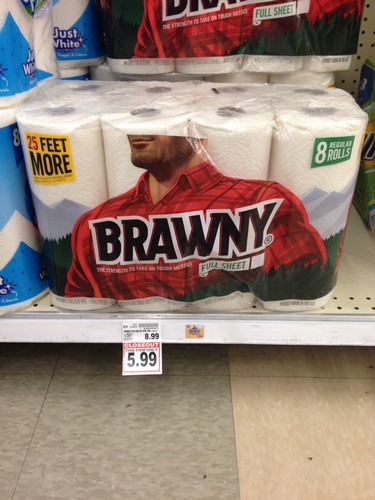 Just
White
BRAWNY
THE STRENGTH TO TAKE ON TOUGH MESSES
FULL SHEET
25 FEET
MORE
8 REGULAR
ROLLS
BRAWNY®
THE STRENGTH TO TAKE ON TOUGH MESSES
FULL SHEET
8.99
CLOSEOUT
5.99